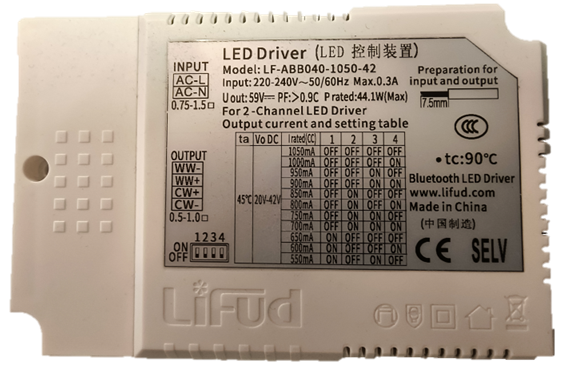 LED Driver (LED 控制装置)
Model: LF-ABB040-1050-42
Input: 220-240V~50/60Hz Max.0.3A
Uout: 59V⎓ PF:>0.9C Prated:44.1W(Max)
For 2-Channel LED Driver
Output current and setting table
INPUT
AC-L
AC-N
0.75-1.5□
OUTPUT
WW-
WW+
CW+
CW-
0.5-1.0□
1234
ON
OFF
ta Vo DC Irated(CC) 1 2 3 4
45℃ 20V-42V
1050mA OFF OFF OFF OFF
1000mA OFF OFF OFF ON
950mA OFF OFF ON OFF
900mA OFF OFF ON ON
850mA OFF ON OFF OFF
800mA OFF ON OFF ON
750mA OFF ON ON OFF
700mA OFF ON ON ON
650mA ON OFF OFF OFF
600mA ON OFF OFF ON
550mA ON OFF ON ON
Preparation for
input and output
7.5mm
CCC
•tc:90℃
Bluetooth LED Driver
www.lifud.com
Made in China
(中国制造)
CE SELV
LiFud